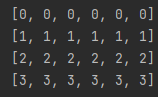 [0, 0, 0, 0, 0, 0]
[1, 1, 1, 1, 1, 1]
[2, 2, 2, 2, 2, 2]
[3, 3, 3, 3, 3, 3]